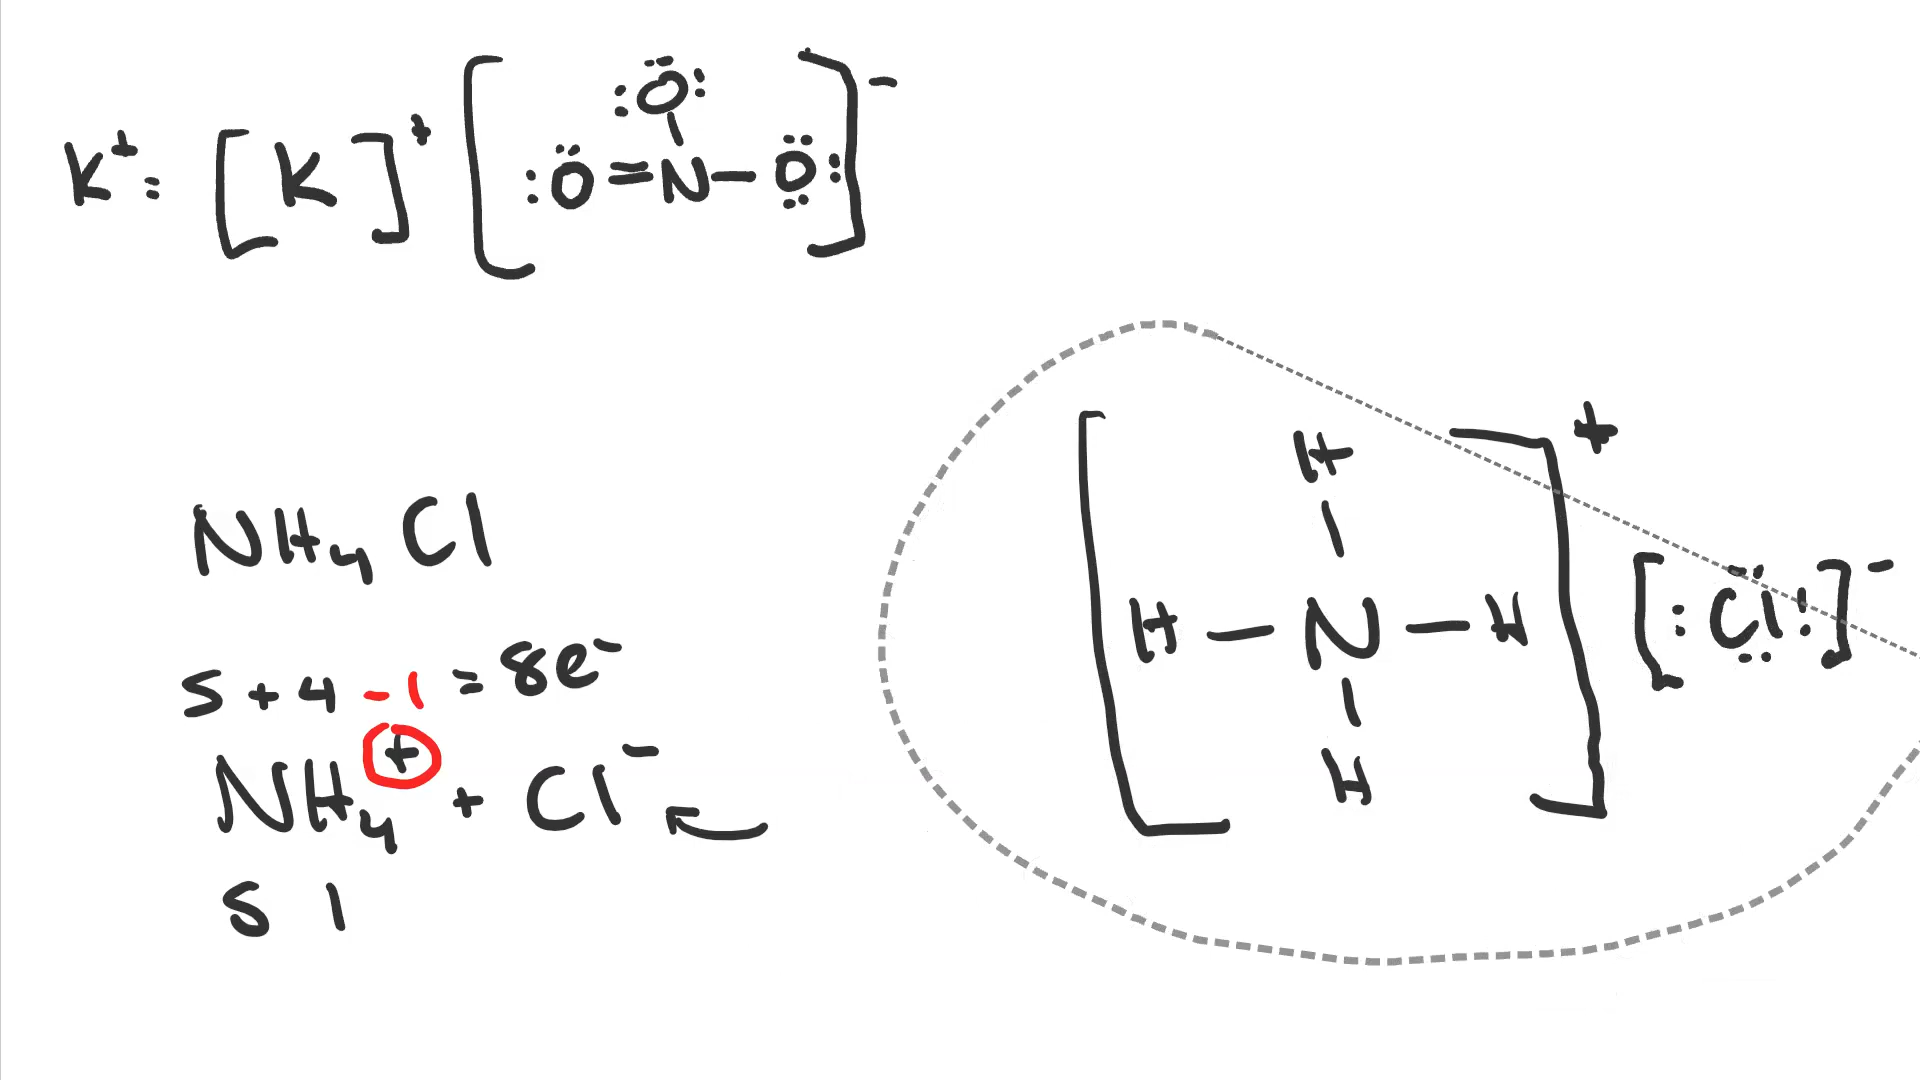 K⁺: [K]⁺ [:Ö=N-Ö:]⁻
:Ö:
NH₄Cl
5 + 4 - 1 = 8e⁻
NH₄⁺ + Cl⁻
5 1
[H-N-H]⁺ [:Cl:]⁻
H
H